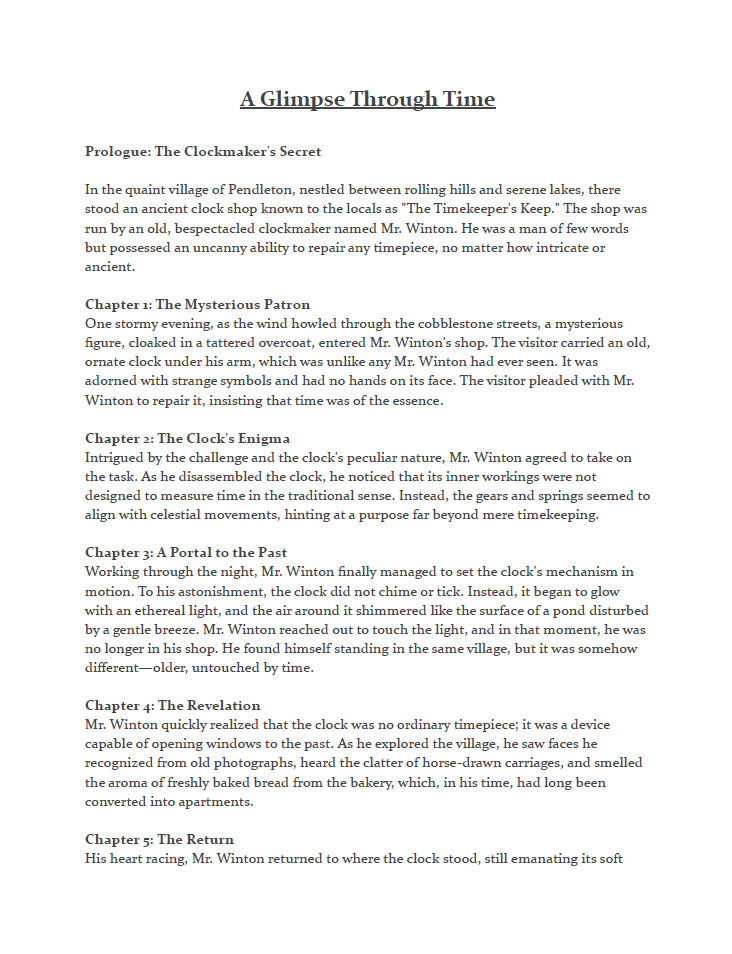 A Glimpse Through Time
Prologue: The Clockmaker's Secret
In the quaint village of Pendleton, nestled between rolling hills and serene lakes, there
stood an ancient clock shop known to the locals as "The Timekeeper's Keep." The shop was
run by an old, bespectacled clockmaker named Mr. Winton. He was a man of few words
but possessed an uncanny ability to repair any timepiece, no matter how intricate or
ancient.
Chapter 1: The Mysterious Patron
One stormy evening, as the wind howled through the cobblestone streets, a mysterious
figure, cloaked in a tattered overcoat, entered Mr. Winton's shop. The visitor carried an old,
ornate clock under his arm, which was unlike any Mr. Winton had ever seen. It was
adorned with strange symbols and had no hands on its face. The visitor pleaded with Mr.
Winton to repair it, insisting that time was of the essence.
Chapter 2: The Clock's Enigma
Intrigued by the challenge and the clock's peculiar nature, Mr. Winton agreed to take on
the task. As he disassembled the clock, he noticed that its inner workings were not
designed to measure time in the traditional sense. Instead, the gears and springs seemed to
align with celestial movements, hinting at a purpose far beyond mere timekeeping.
Chapter 3: A Portal to the Past
Working through the night, Mr. Winton finally managed to set the clock's mechanism in
motion. To his astonishment, the clock did not chime or tick. Instead, it began to glow
with an ethereal light, and the air around it shimmered like the surface of a pond disturbed
by a gentle breeze. Mr. Winton reached out to touch the light, and in that moment, he was
no longer in his shop. He found himself standing in the same village, but it was somehow
different—older, untouched by time.
Chapter 4: The Revelation
Mr. Winton quickly realized that the clock was no ordinary timepiece; it was a device
capable of opening windows to the past. As he explored the village, he saw faces he
recognized from old photographs, heard the clatter of horse-drawn carriages, and smelled
the aroma of freshly baked bread from the bakery, which, in his time, had long been
converted into apartments.
Chapter 5: The Return
His heart racing, Mr. Winton returned to where the clock stood, still emanating its soft